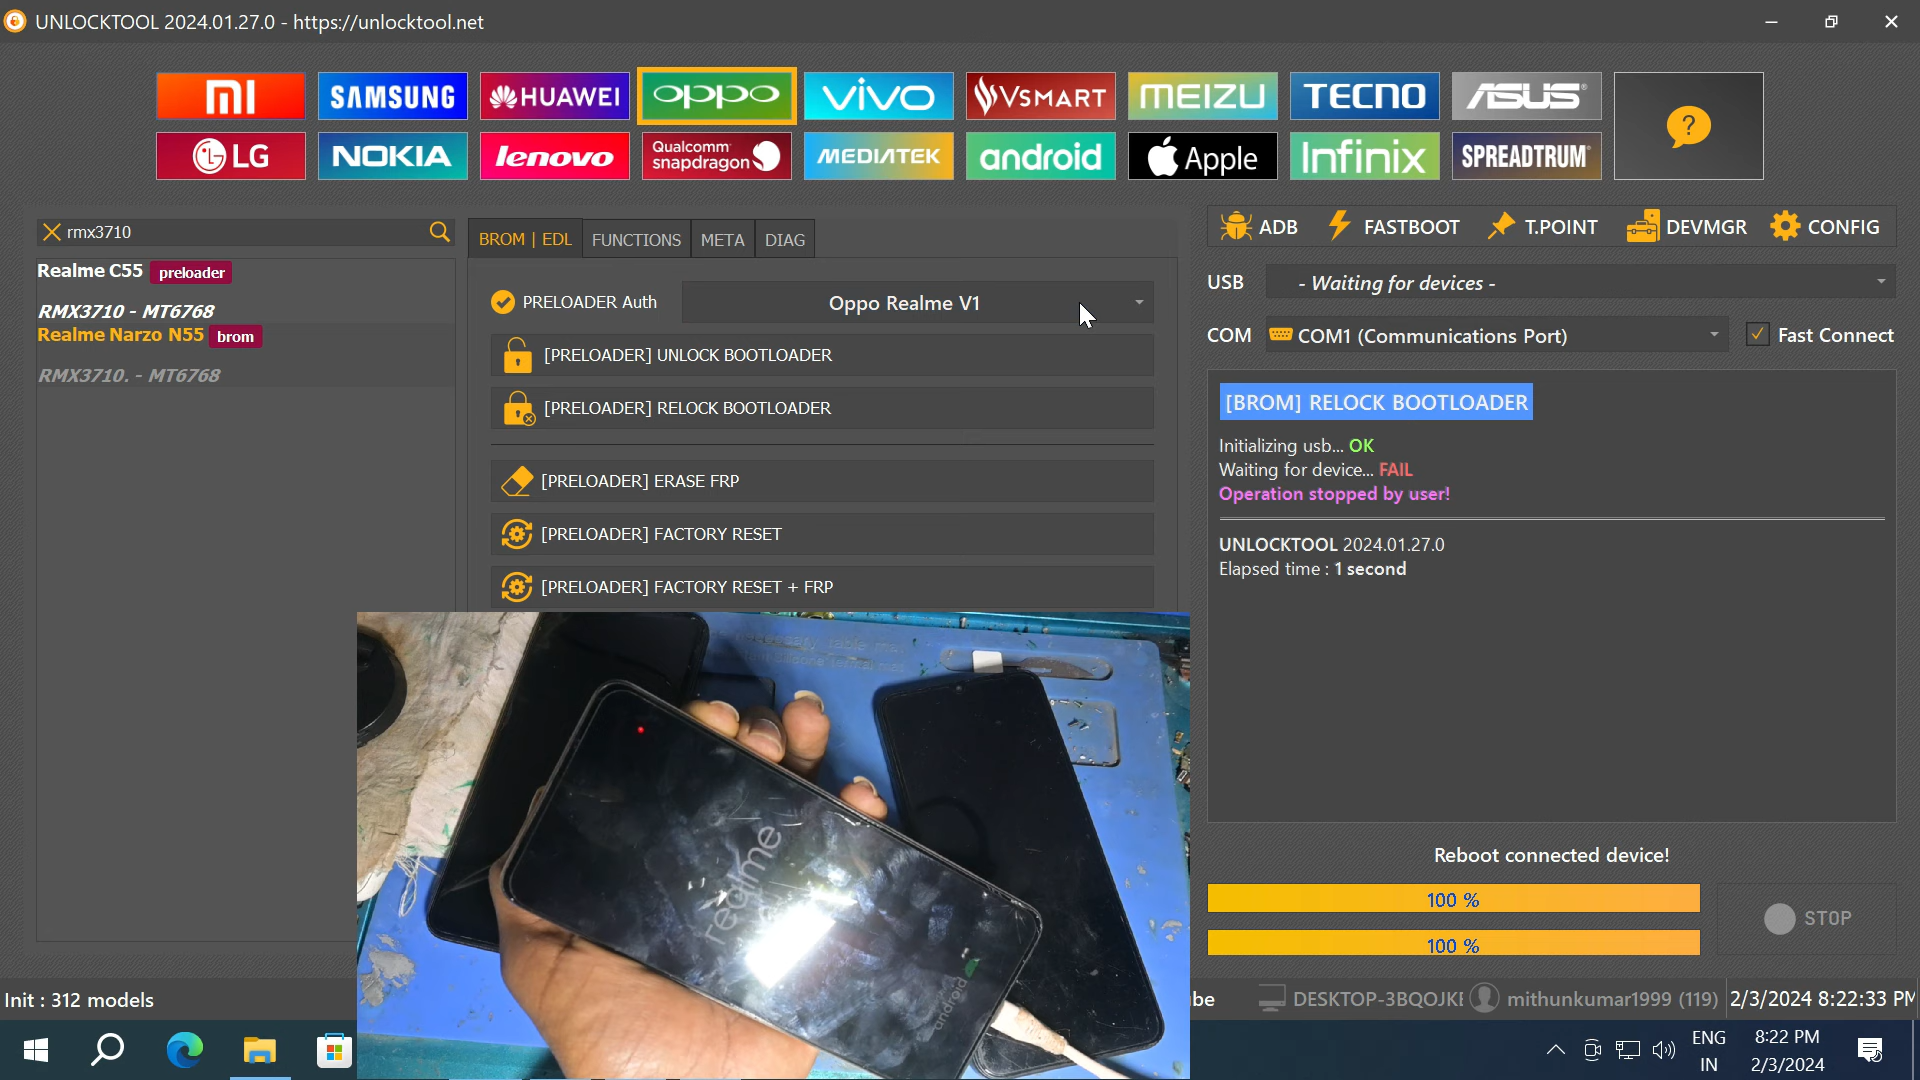 UNLOCKTOOL 2024.01.27.0 - https://unlocktool.net
MI
SAMSUNG
HUAWEI
oppo
vivo
VSMART
MEIZU
TECNO
ASUS
?
LG
NOKIA
lenovo
Qualcomm
snapdragon
MEDIATEK
android
Apple
Infinix
SPREADTRUM
rmx3710
Realme C55 preloader
RMX3710 - MT6768
Realme Narzo N55 brom
RMX3710. - MT6768
BROM | EDL
FUNCTIONS
META
DIAG
PRELOADER Auth
Oppo Realme V1
[PRELOADER] UNLOCK BOOTLOADER
[PRELOADER] RELOCK BOOTLOADER
[PRELOADER] ERASE FRP
[PRELOADER] FACTORY RESET
[PRELOADER] FACTORY RESET + FRP
realme
android
ADB
FASTBOOT
T.POINT
DEVMGR
CONFIG
USB
- Waiting for devices -
COM
COM1 (Communications Port)
Fast Connect
[BROM] RELOCK BOOTLOADER
Initializing usb... OK
Waiting for device... FAIL
Operation stopped by user!
UNLOCKTOOL 2024.01.27.0
Elapsed time : 1 second
Reboot connected device!
100 %
100 %
STOP
Init : 312 models
be
DESKTOP-3BQOJKI
mithunkumar1999 (119)
2/3/2024 8:22:33 PM
ENG
IN
8:22 PM
2/3/2024